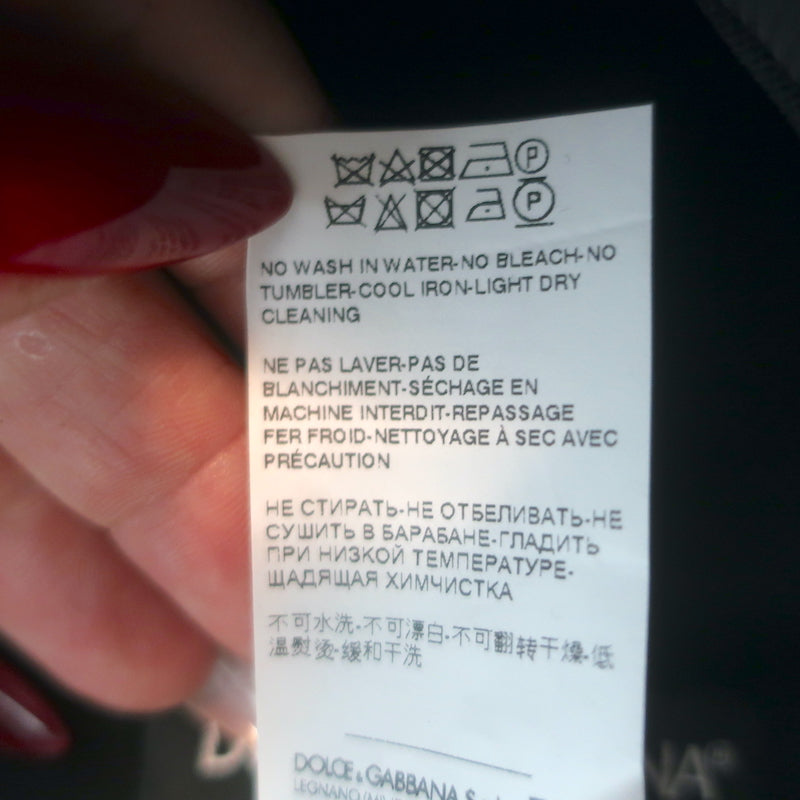 P
P
NO WASH IN WATER-NO BLEACH-NO
TUMBLER-COOL IRON-LIGHT DRY
CLEANING
NE PAS LAVER-PAS DE
BLANCHIMENT-SÉCHAGE EN
MACHINE INTERDIT-REPASSAGE
FER FROID-NETTOYAGE À SEC AVEC
PRÉCAUTION
НЕ СТИРАТЬ-НЕ ОТБЕЛИВАТЬ-НЕ
СУШИТЬ В БАРАБАНЕ-ГЛАДИТЬ
ПРИ НИЗКОЙ ТЕМПЕРАТУРЕ-
ЩАДЯЩАЯ ХИМЧИСТКА
不可水洗-不可漂白-不可翻转干燥-低
温熨烫-缓和干洗
DOLCE & GABBANA
LEGNANO